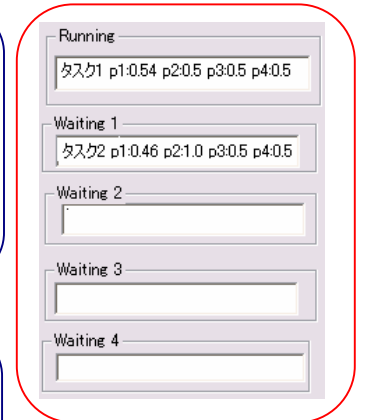 Running
タスク1 p1:0.54 p2:0.5 p3:0.5 p4:0.5
Waiting 1
タスク2 p1:0.46 p2:1.0 p3:0.5 p4:0.5
Waiting 2
Waiting 3
Waiting 4